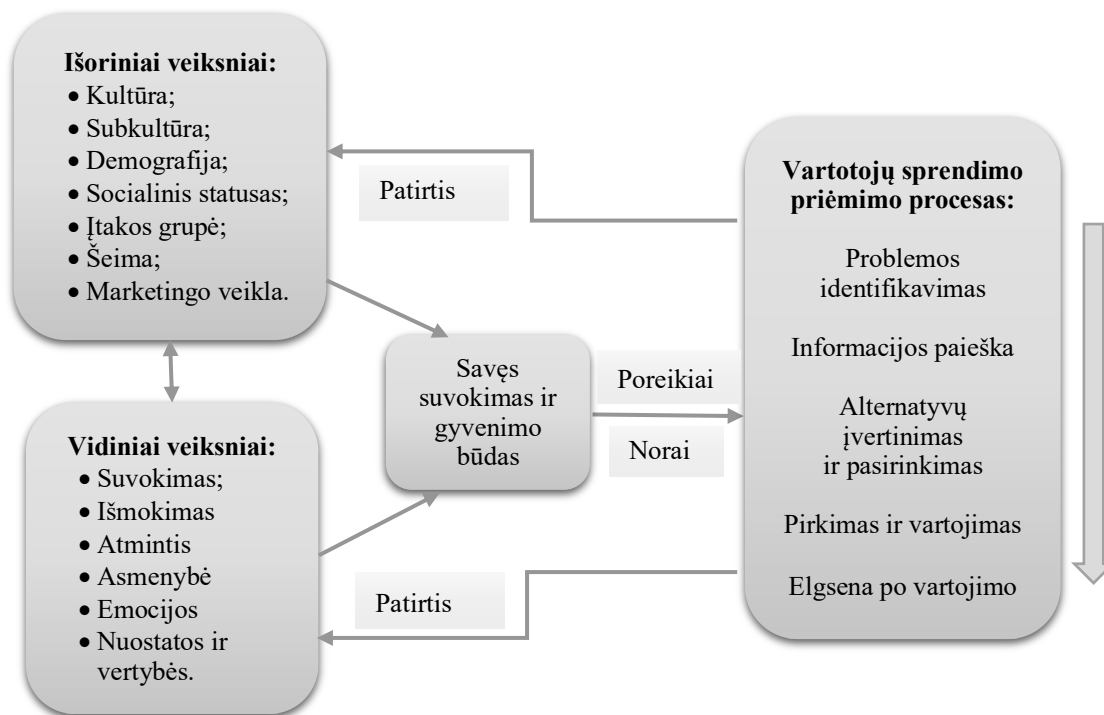 Išoriniai veiksniai:
• Kultūra;
• Subkultūra;
• Demografija;
• Socialinis statusas;
• Įtakos grupė;
• Šeima;
• Marketingo veikla.
Vidiniai veiksniai:
• Suvokimas;
• Išmokimas
• Atmintis
• Asmenybė
• Emocijos
• Nuostatos ir
vertybės.
Savęs
suvokimas ir
gyvenimo
būdas
Patirtis
Poreikiai
Norai
Patirtis
Vartotojų sprendimo
priėmimo procesas:
Problemos
identifikavimas
Informacijos paieška
Alternatyvų
įvertinimas
ir pasirinkimas
Pirkimas ir vartojimas
Elgsena po vartojimo